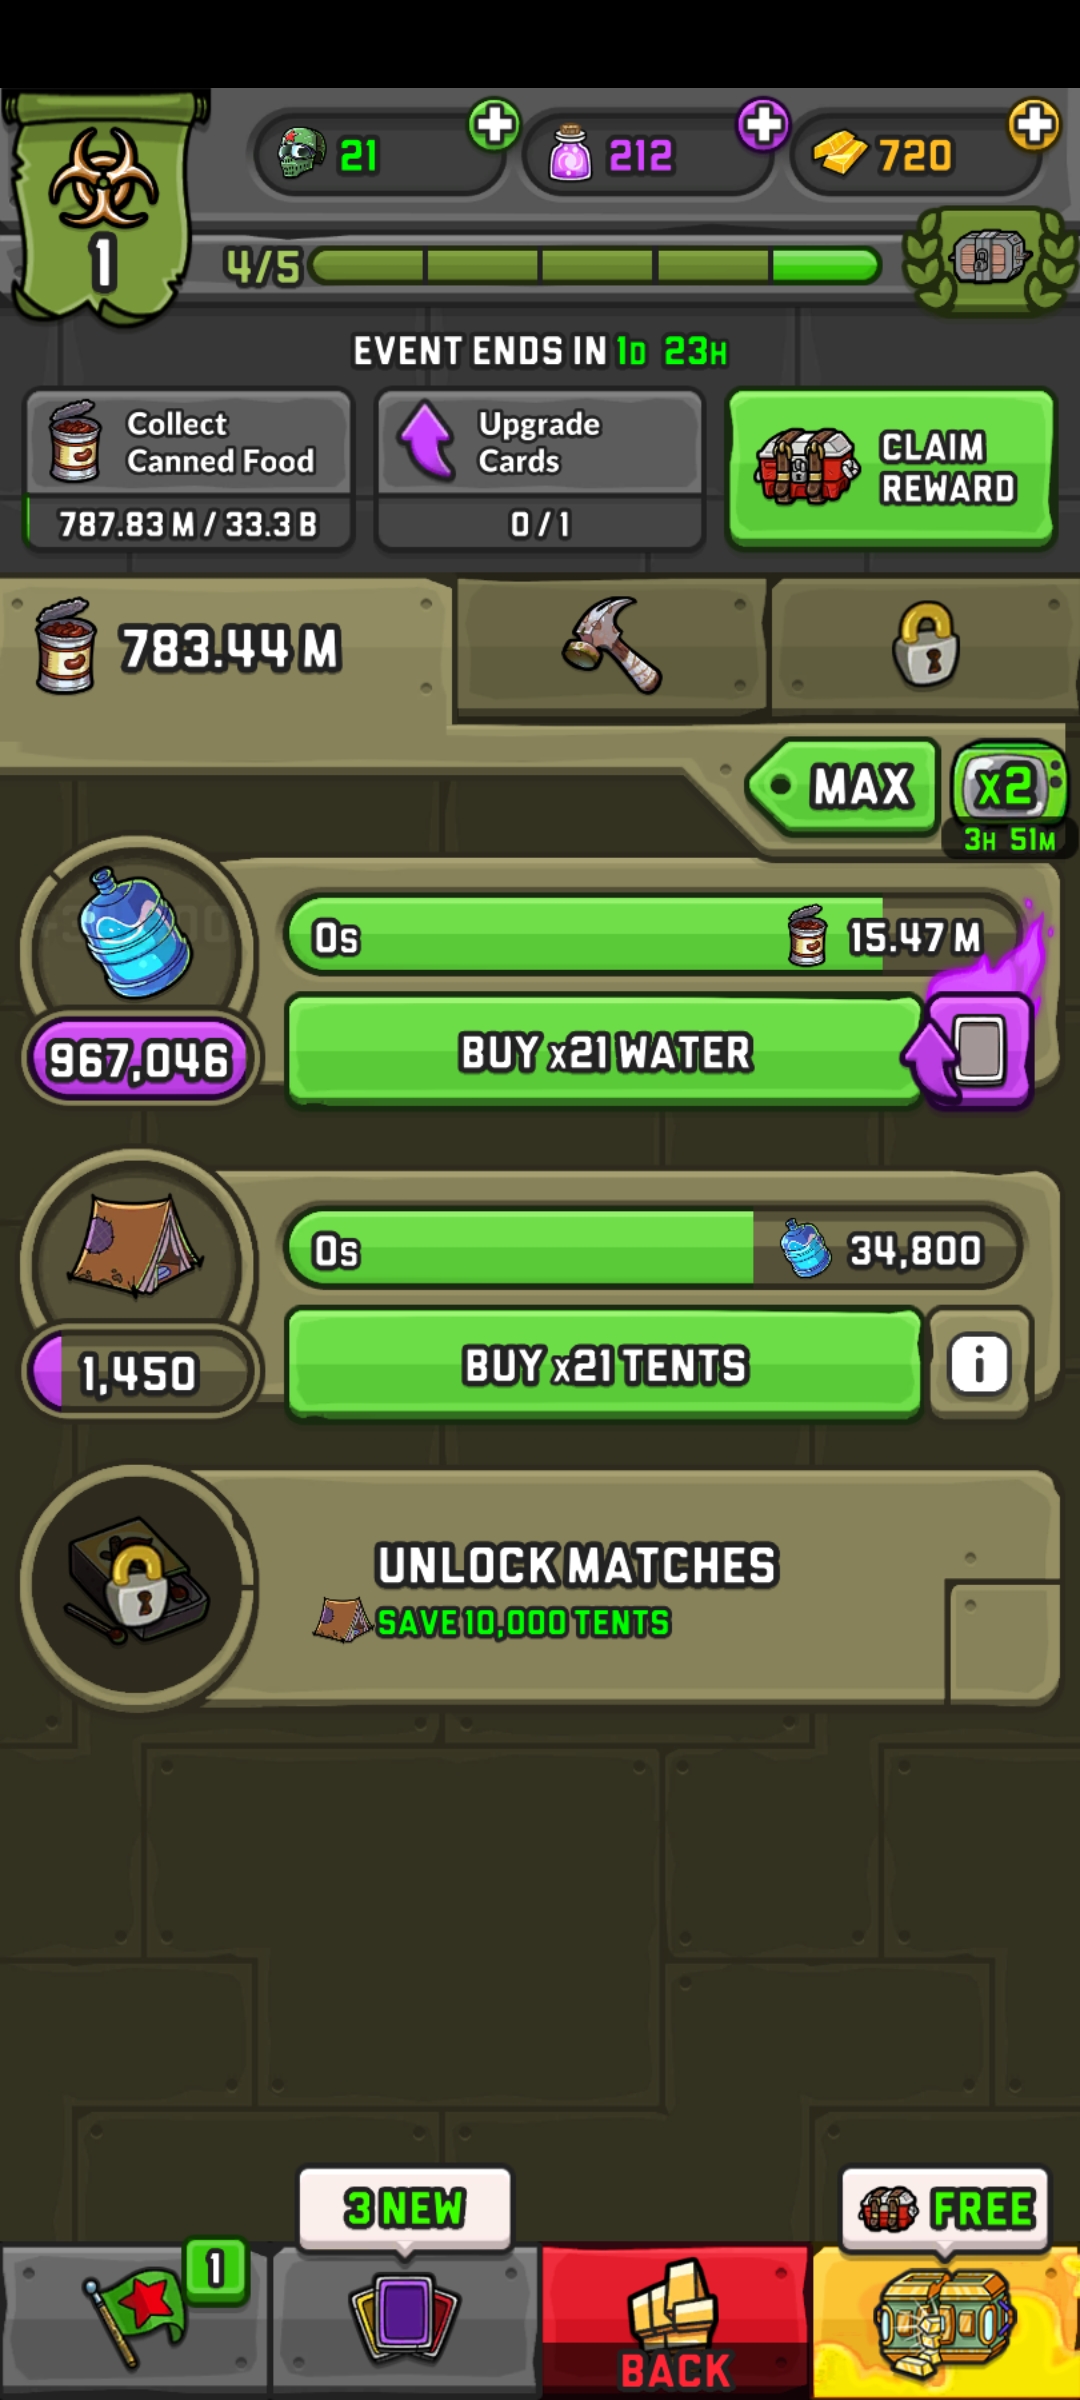 21
212
720
1
4/5
EVENT ENDS IN 1D 23H
Collect
Canned Food
787.83 M / 33.3 B
Upgrade
Cards
0 / 1
CLAIM
REWARD
783.44 M
MAX
x2
3H 51M
0s
15.47 M
967,046
BUY x21 WATER
0s
34,800
1,450
BUY x21 TENTS
i
UNLOCK MATCHES
SAVE 10,000 TENTS
3 NEW
FREE
1
BACK